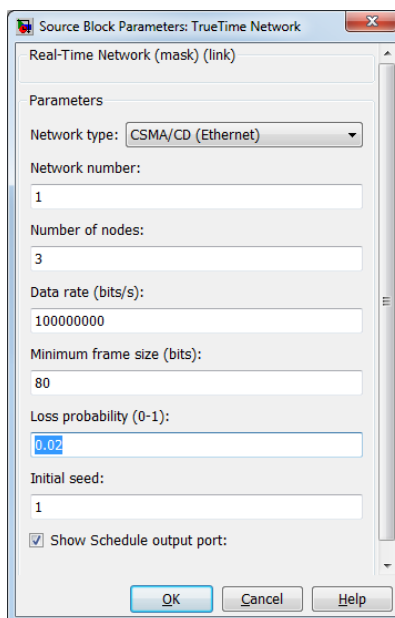 Source Block Parameters: TrueTime Network
Real-Time Network (mask) (link)
Parameters
Network type: CSMA/CD (Ethernet)
Network number:
1
Number of nodes:
3
Data rate (bits/s):
100000000
Minimum frame size (bits):
80
Loss probability (0-1):
0.02
Initial seed:
1
Show Schedule output port:
OK Cancel Help